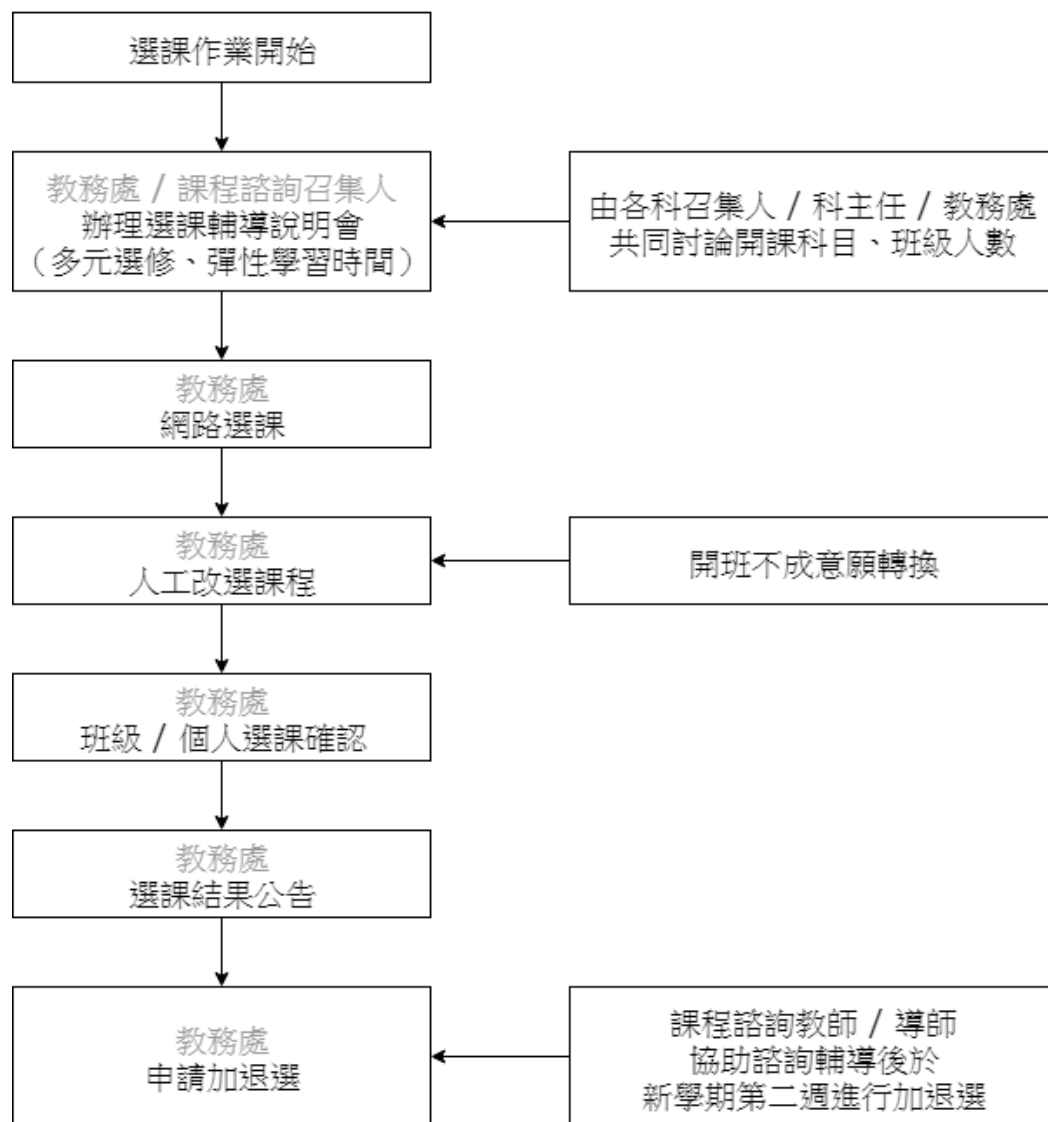 選課作業開始
教務處 / 課程諮詢召集人
辦理選課輔導說明會
（多元選修、彈性學習時間）
由各科召集人 / 科主任 / 教務處
共同討論開課科目、班級人數
教務處
網路選課
教務處
人工改選課程
開班不成意願轉換
教務處
班級 / 個人選課確認
教務處
選課結果公告
教務處
申請加退選
課程諮詢教師 / 導師
協助諮詢輔導後於
新學期第二週進行加退選